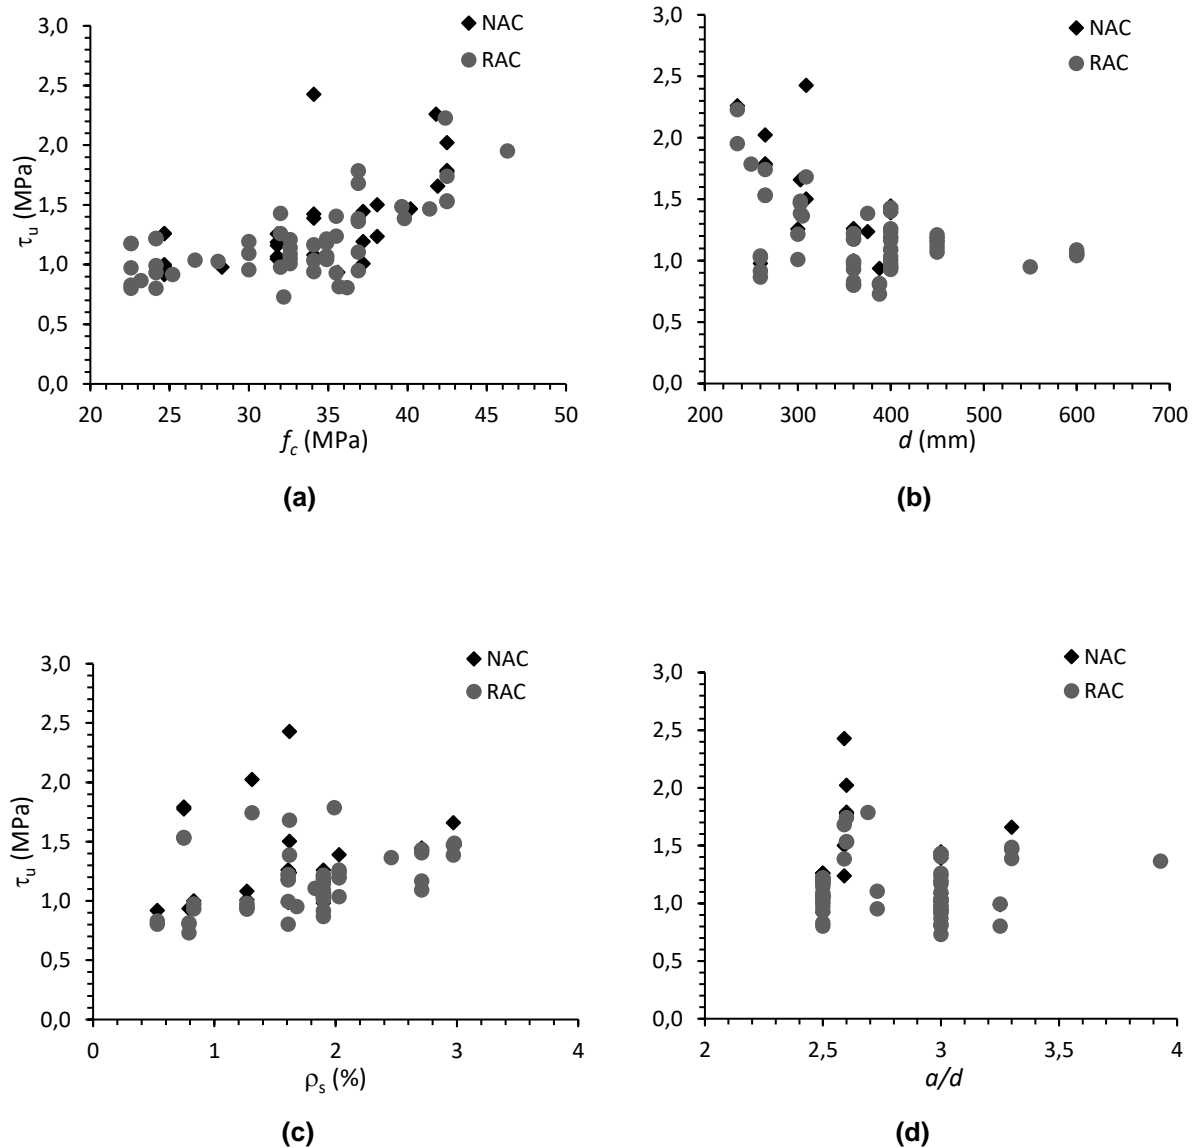 NAC
RAC
3,0
2,5
2,0
1,5
1,0
0,5
0,0
τu (MPa)
20 25 30 35 40 45 50
fc (MPa)
(a)
NAC
RAC
3,0
2,5
2,0
1,5
1,0
0,5
0,0
200 300 400 500 600 700
d (mm)
(b)
NAC
RAC
3,0
2,5
2,0
1,5
1,0
0,5
0,0
τu (MPa)
0 1 2 3 4
ρs (%)
(c)
NAC
RAC
3,0
2,5
2,0
1,5
1,0
0,5
0,0
2 2,5 3 3,5 4
a/d
(d)